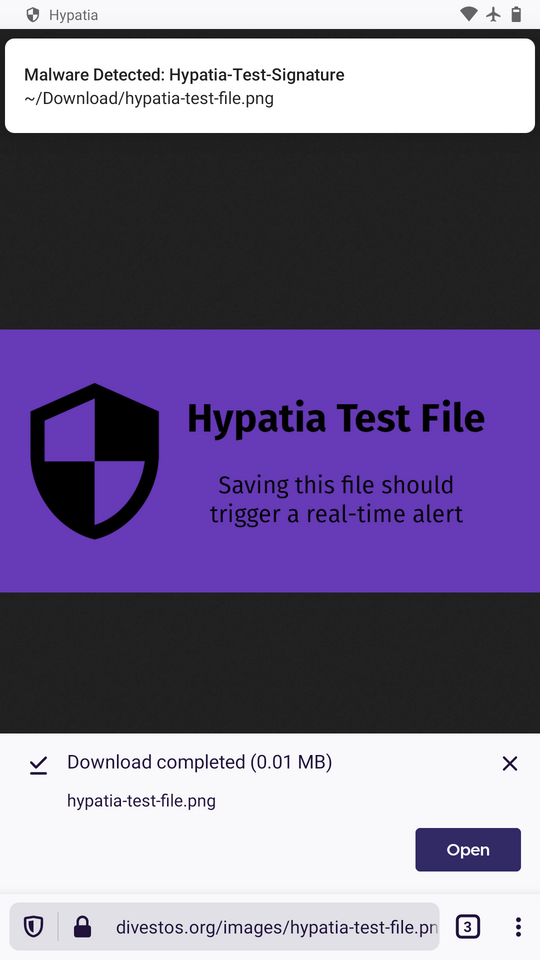 Hypatia
Malware Detected: Hypatia-Test-Signature
~/Download/hypatia-test-file.png
Hypatia Test File
Saving this file should
trigger a real-time alert
Download completed (0.01 MB)
hypatia-test-file.png
Open
divestos.org/images/hypatia-test-file.pn
3